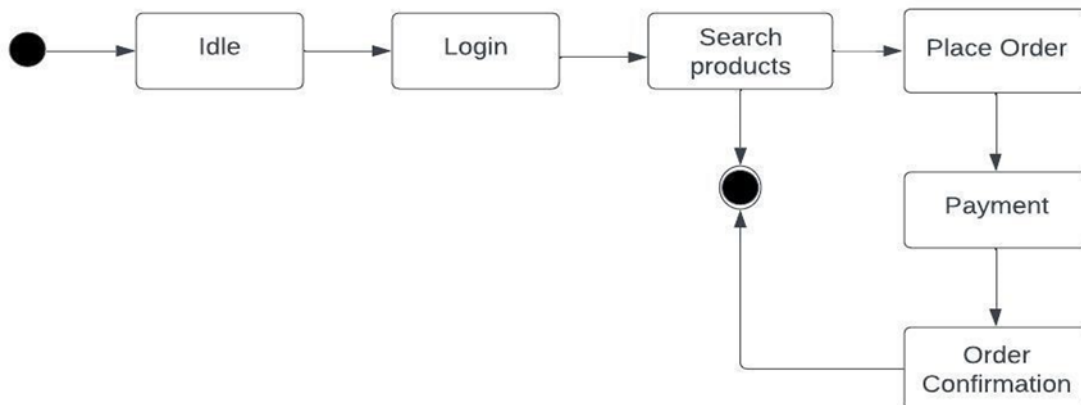 Idle
Login
Search
products
Place Order
Payment
Order
Confirmation